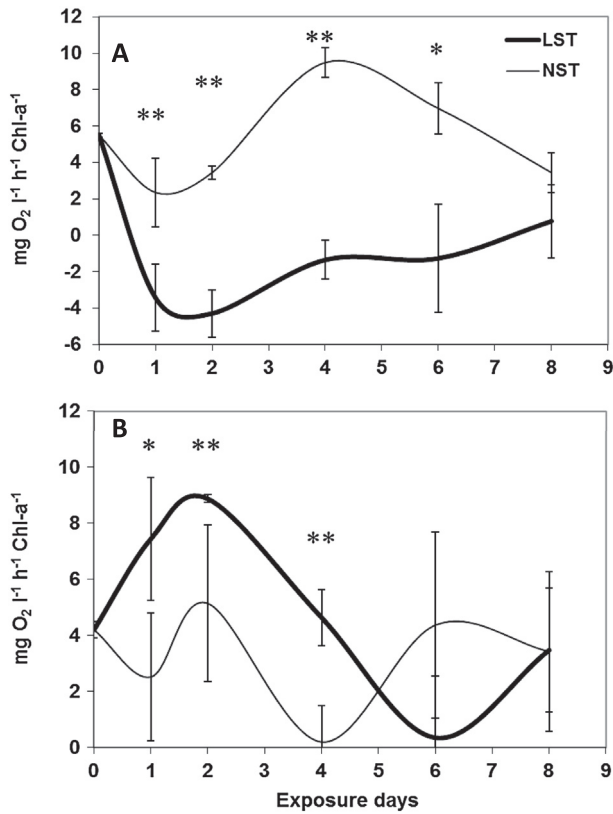 A
LST
NST
** ** ** *
mg O₂ l⁻¹ h⁻¹ Chl-a⁻¹
12
10
8
6
4
2
0
-2
-4
-6
0 1 2 3 4 5 6 7 8 9
B
* ** **
mg O₂ l⁻¹ h⁻¹ Chl-a⁻¹
12
10
8
6
4
2
0
0 1 2 3 4 5 6 7 8 9
Exposure days